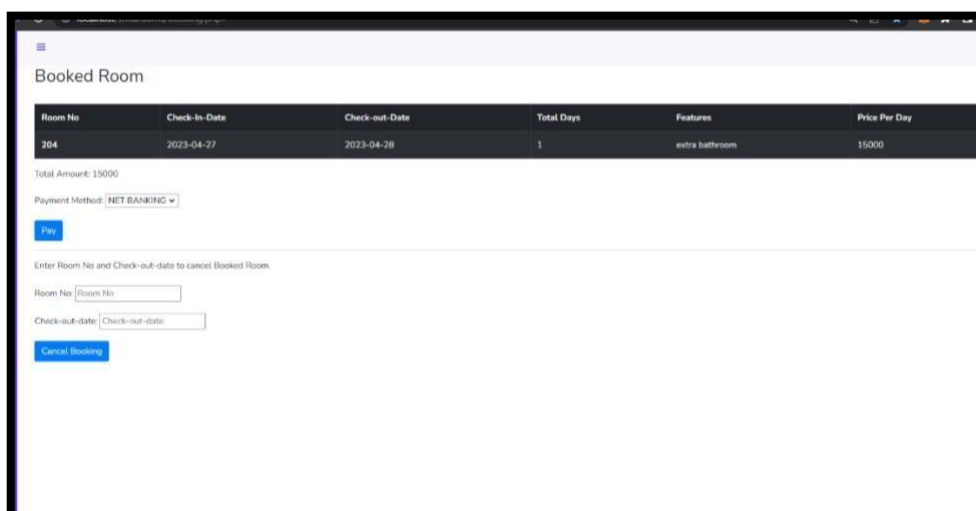 Booked Room
Room No Check-In-Date Check-out-Date Total Days Features Price Per Day
204 2023-04-27 2023-04-28 1 extra bathroom 15000
Total Amount: 15000
Payment Method: NET BANKING
Pay
Enter Room No and Check-out-date to cancel Booked Room.
Room No: Room No
Check-out-date: Check-out-date
Cancel Booking